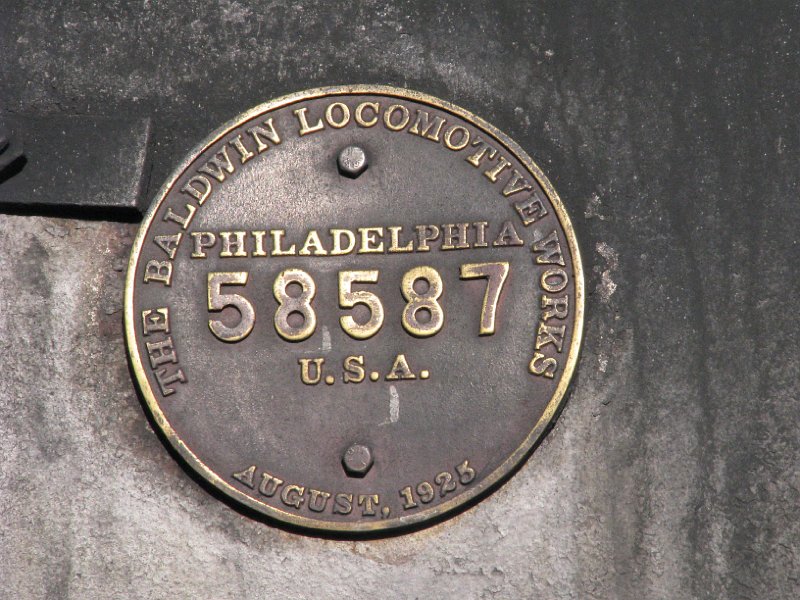 THE BALDWIN LOCOMOTIVE WORKS
PHILADELPHIA
58587
U.S.A.
AUGUST, 1925